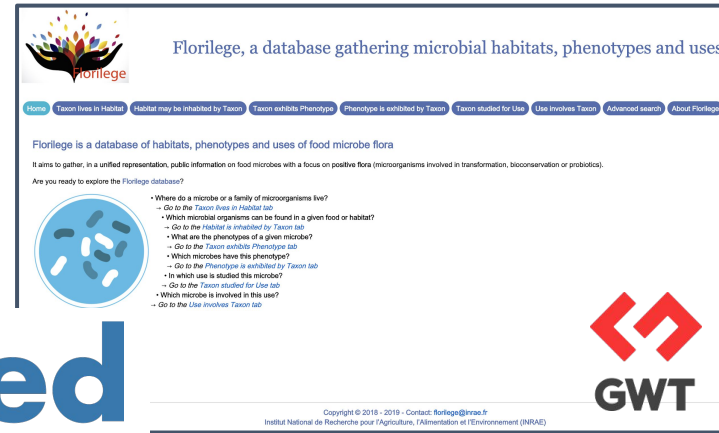 Florilege
Florilege, a database gathering microbial habitats, phenotypes and uses
Home Taxon lives in Habitat Habitat may be inhabited by Taxon Taxon exhibits Phenotype Phenotype is exhibited by Taxon Taxon studied for Use Use involves Taxon Advanced search About Florilege
Florilege is a database of habitats, phenotypes and uses of food microbe flora
It aims to gather, in a unified representation, public information on food microbes with a focus on positive flora (microorganisms involved in transformation, bioconservation or probiotics).
Are you ready to explore the Florilege database?
• Where do a microbe or a family of microorganisms live?
→ Go to the Taxon lives in Habitat tab
• Which microbial organisms can be found in a given food or habitat?
→ Go to the Habitat is inhabited by Taxon tab
• What are the phenotypes of a given microbe?
→ Go to the Taxon exhibits Phenotype tab
• Which microbes have this phenotype?
→ Go to the Phenotype is exhibited by Taxon tab
• In which use is studied this microbe?
→ Go to the Taxon studied for Use tab
• Which microbe is involved in this use?
→ Go to the Use involves Taxon tab
ed
GWT
Copyright © 2018 - 2019 - Contact: florilege@inrae.fr
Institut National de Recherche pour l'Agriculture, l'Alimentation et l'Environnement (INRAE)